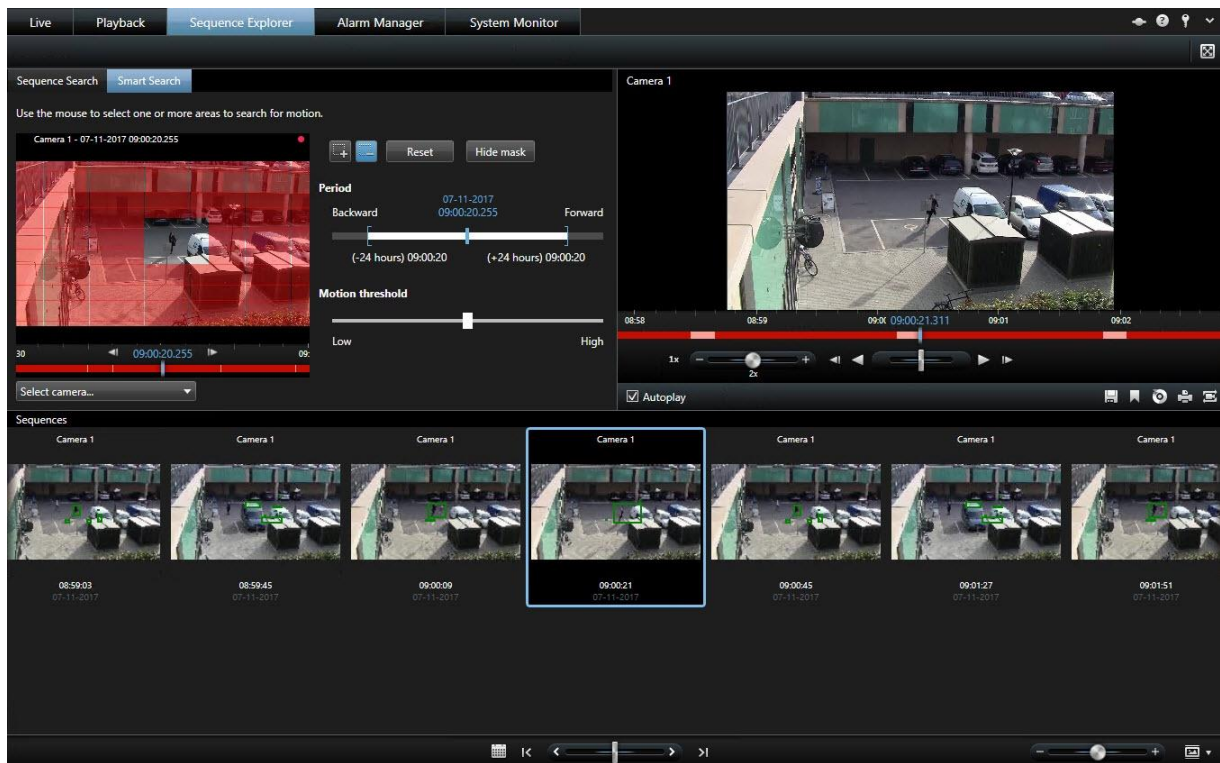 Live Playback Sequence Explorer Alarm Manager System Monitor
Sequence Search Smart Search
Use the mouse to select one or more areas to search for motion.
Camera 1 - 07-11-2017 09:00:20.255
Reset Hide mask
Period
07-11-2017
Backward 09:00:20.255 Forward
(-24 hours) 09:00:20 (+24 hours) 09:00:20
Motion threshold
Low High
30 09:00:20.255 09:
Select camera...
Camera 1
08:58 08:59 09:0( 09:00:21.311 09:01 09:02
1x
2x
Autoplay
Sequences
Camera 1 Camera 1 Camera 1 Camera 1 Camera 1 Camera 1 Camera 1
08:59:03 08:59:45 09:00:09 09:00:21 09:00:45 09:01:27 09:01:51
07-11-2017 07-11-2017 07-11-2017 07-11-2017 07-11-2017 07-11-2017 07-11-2017